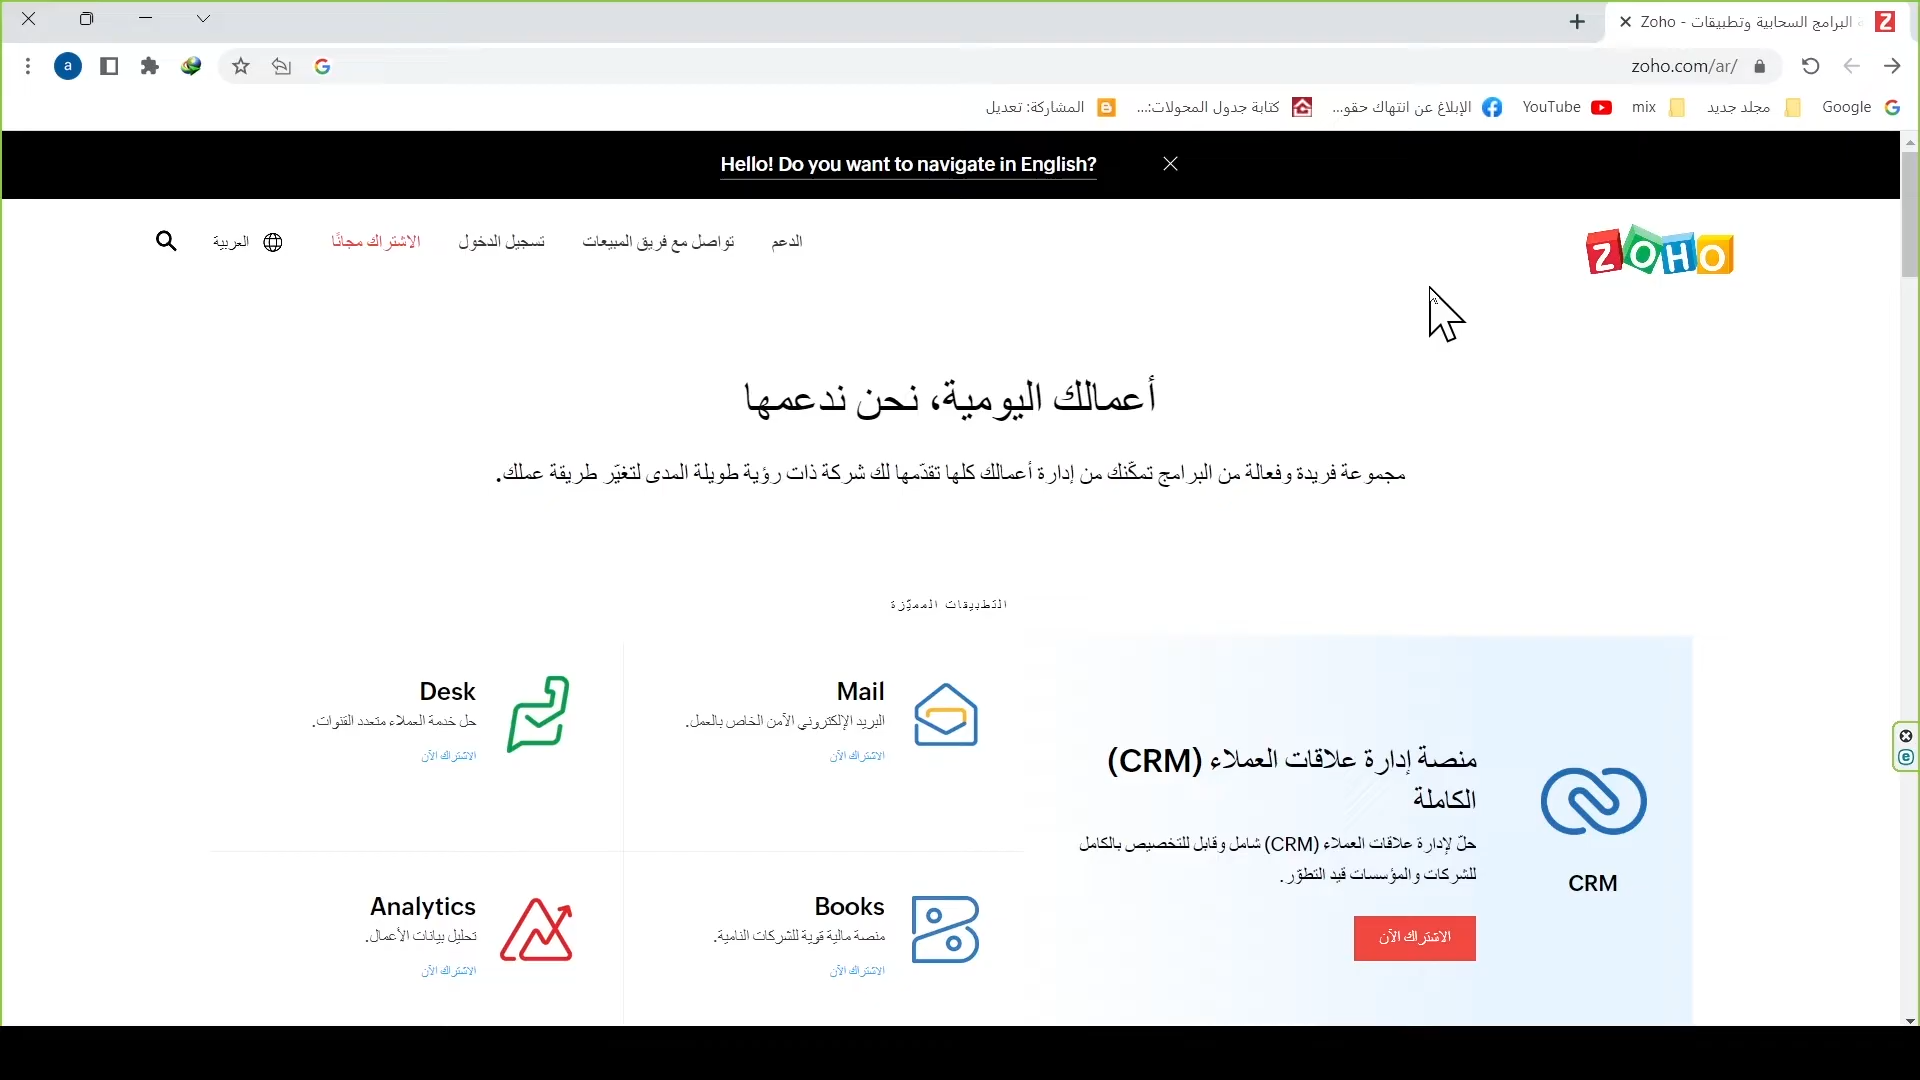 البرامج السحابية وتطبيقات - Zoho
zoho.com/ar/
a
Google
مجلد جديد
mix
YouTube
الإبلاغ عن انتهاك حقو...
كتابة جدول المحولات:...
المشاركة: تعديل
Hello! Do you want to navigate in English?
ZOHO
الدعم
تواصل مع فريق المبيعات
تسجيل الدخول
الاشتراك مجانًا
العربية
أعمالك اليومية، نحن ندعمها
مجموعة فريدة وفعالة من البرامج تمكّنك من إدارة أعمالك كلها تقدّمها لك شركة ذات رؤية طويلة المدى لتغيّر طريقة عملك.
التطبيقات المميّزة
CRM
منصة إدارة علاقات العملاء (CRM)
الكاملة
حلّ لإدارة علاقات العملاء (CRM) شامل وقابل للتخصيص بالكامل
للشركات والمؤسسات قيد التطوّر.
الاشتراك الآن
Mail
البريد الإلكتروني الآمن الخاص بالعمل.
الاشتراك الآن
Desk
حل خدمة العملاء متعدد القنوات.
الاشتراك الآن
Books
منصة مالية قوية للشركات النامية.
الاشتراك الآن
Analytics
تحليل بيانات الأعمال.
الاشتراك الآن